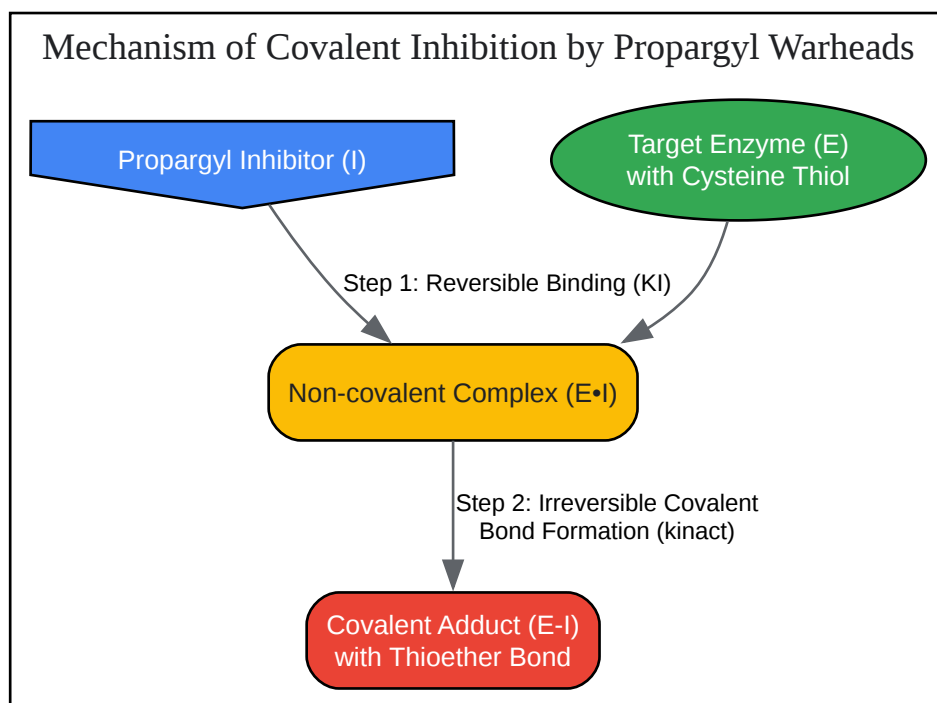 Mechanism of Covalent Inhibition by Propargyl Warheads
Propargyl Inhibitor (I)
Target Enzyme (E)
with Cysteine Thiol
Step 1: Reversible Binding (KI)
Non-covalent Complex (E•I)
Step 2: Irreversible Covalent
Bond Formation (kinact)
Covalent Adduct (E-I)
with Thioether Bond